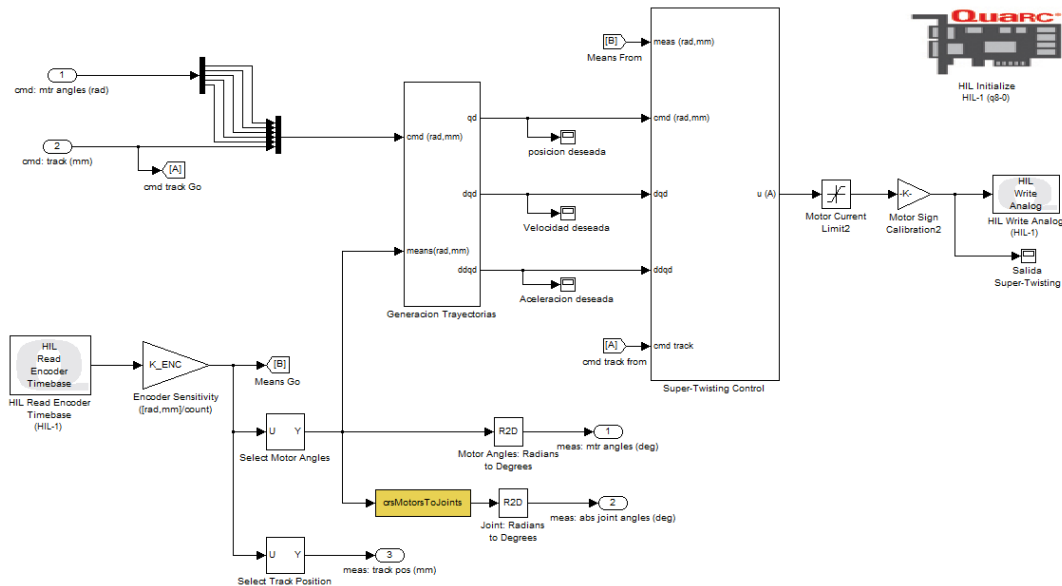 QuaRC
HIL Initialize
HIL-1 (q8-0)
1
cmd: mtr angles (rad)
2
cmd: track (mm)
[A]
cmd track Go
cmd (rad,mm)
means(rad,mm)
qd
dqd
ddqd
Generacion Trayectorias
posicion deseada
Velocidad deseada
Aceleracion deseada
[B]
Means From
[A]
cmd track from
meas (rad,mm)
cmd (rad,mm)
dqd
ddqd
cmd track
u (A)
Super-Twisting Control
Motor Current
Limit2
-K-
Motor Sign
Calibration2
HIL
Write
Analog
HIL Write Analog
(HIL-1)
Salida
Super-Twisting
HIL
Read
Encoder
Timebase
HIL Read Encoder
Timebase
(HIL-1)
K_ENC
Encoder Sensitivity
([rad,mm]/count)
[B]
Means Go
U
Y
Select Motor Angles
R2D
Motor Angles: Radians
to Degrees
1
meas: mtr angles (deg)
crsMotorsToJoints
R2D
Joint: Radians
to Degrees
2
meas: abs joint angles (deg)
U
Y
Select Track Position
3
meas: track pos (mm)